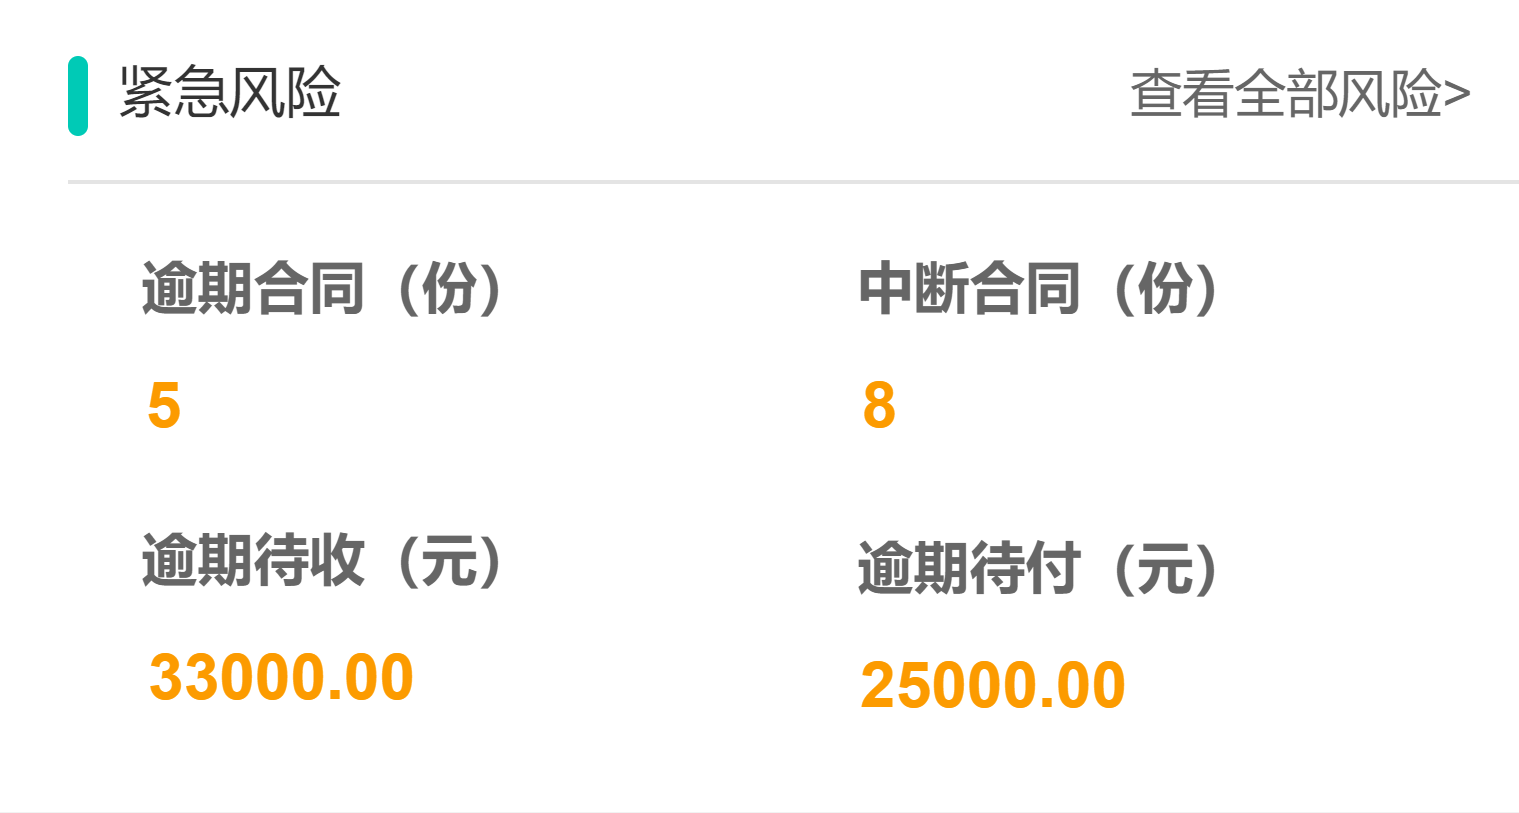 紧急风险 查看全部风险>
逾期合同（份） 中断合同（份）
5 8
逾期待收（元） 逾期待付（元）
33000.00 25000.00